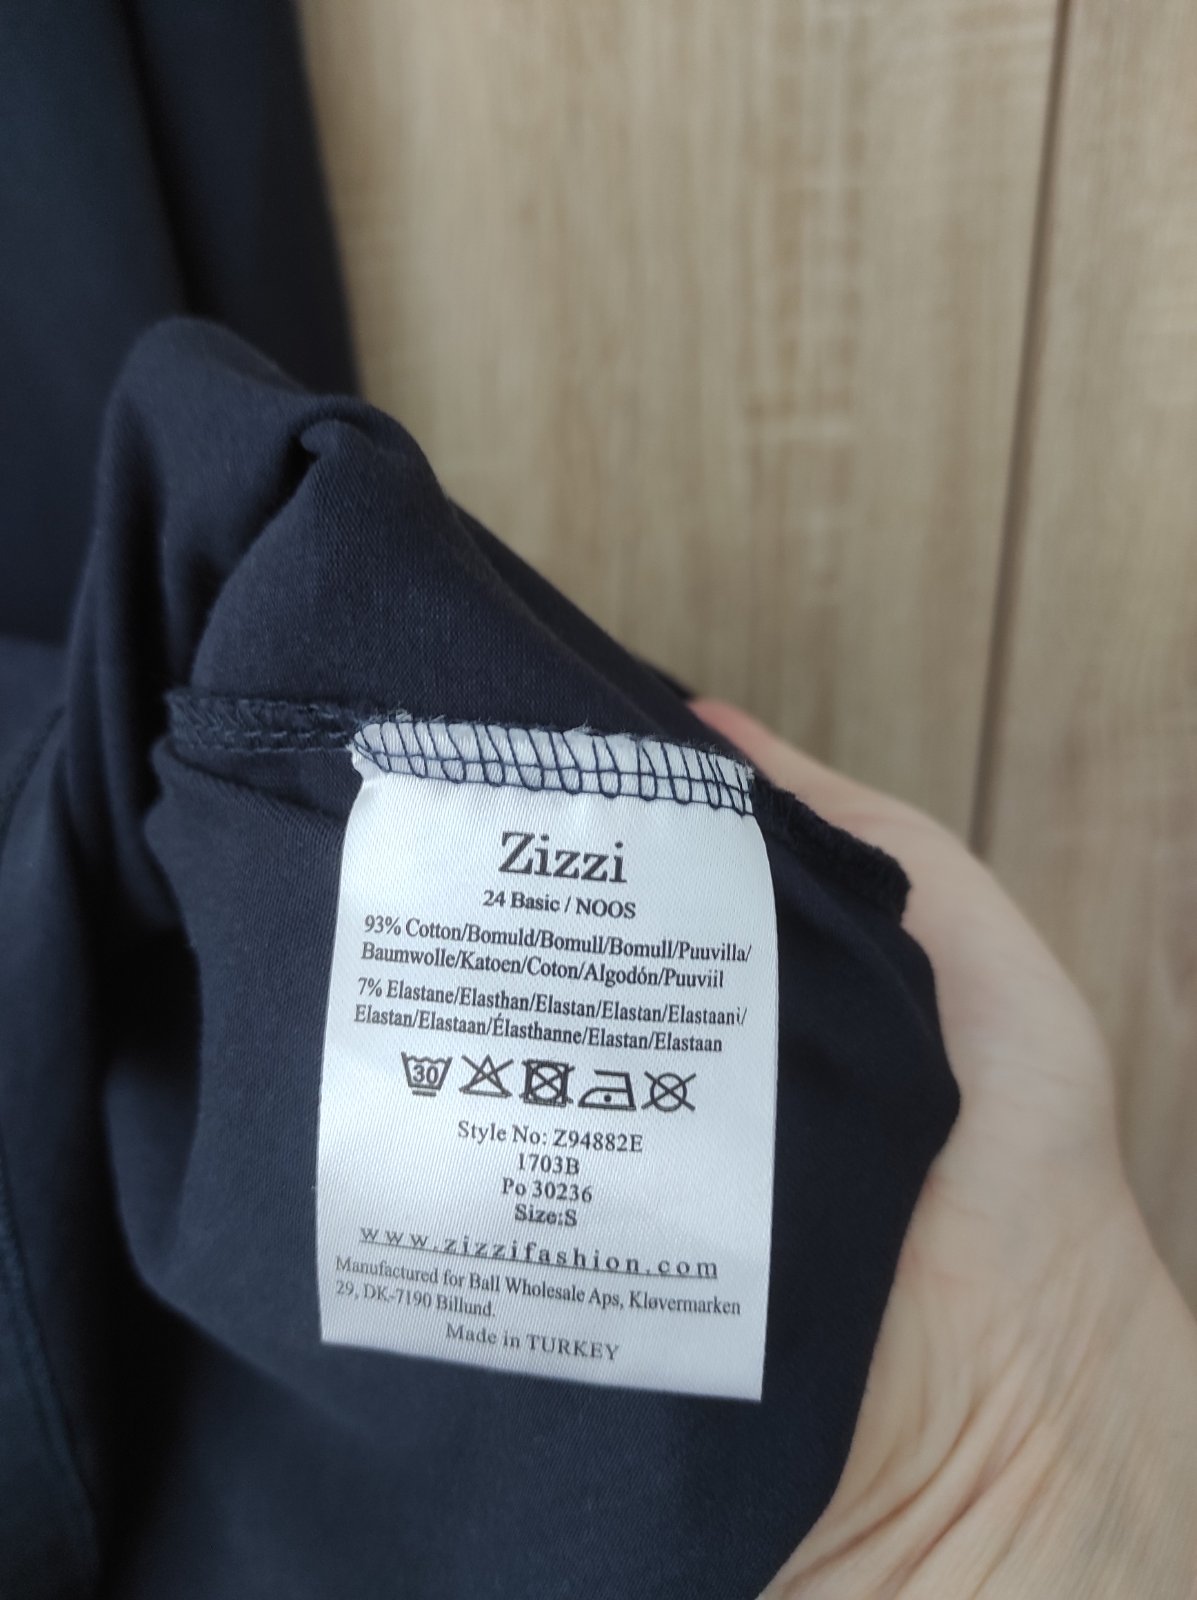 Zizzi
24 Basic / NOOS
93% Cotton/Bomuld/Bomull/Bomull/Puuvilla/
Baumwolle/Katoen/Coton/Algodón/Puuviil
7% Elastane/Elasthan/Elastan/Elastan/Elastaani/
Elastan/Elastaan/Élasthanne/Elastan/Elastaan
30
Style No: Z94882E
1703B
Po 30236
Size:S
www.zizzifashion.com
Manufactured for Ball Wholesale Aps, Kløvermarken
29, DK-7190 Billund.
Made in TURKEY